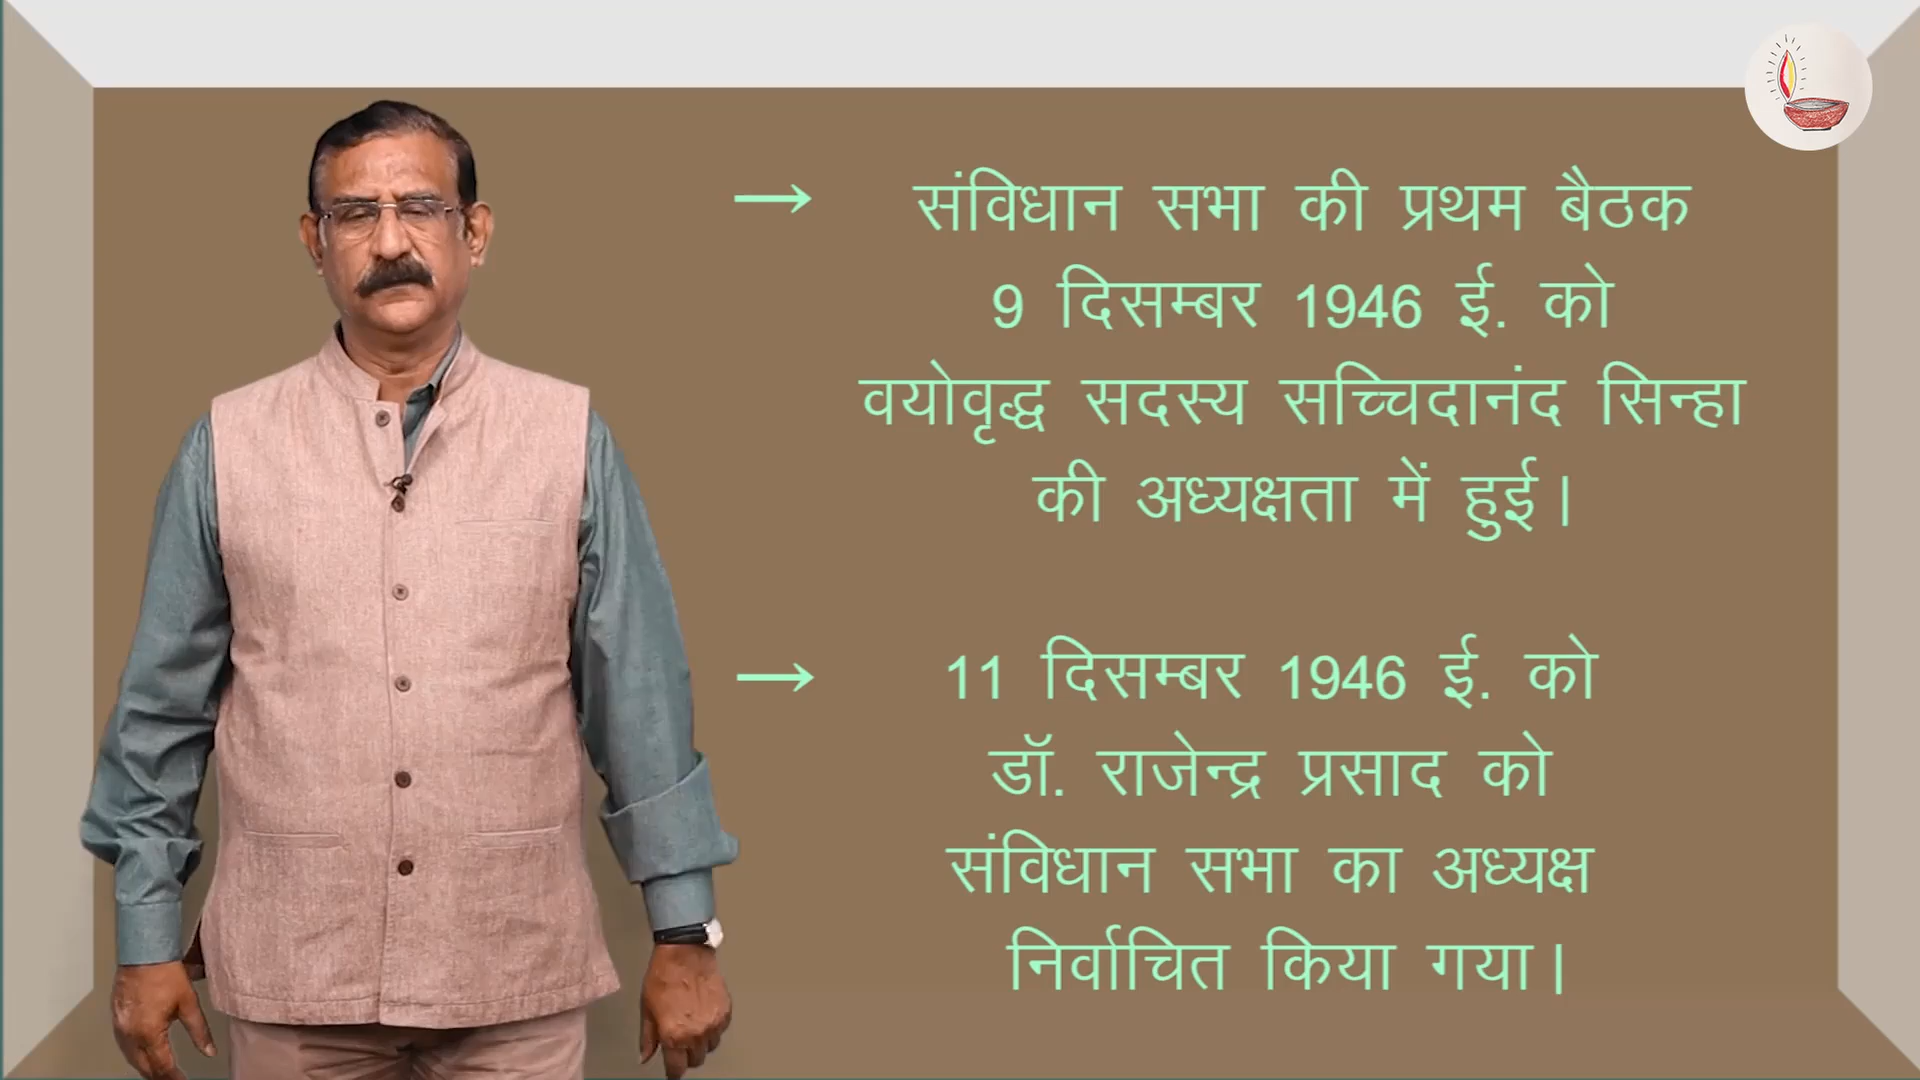 → संविधान सभा की प्रथम बैठक
9 दिसम्बर 1946 ई. को
वयोवृद्ध सदस्य सच्चिदानंद सिन्हा
की अध्यक्षता में हुई।
→ 11 दिसम्बर 1946 ई. को
डॉ. राजेन्द्र प्रसाद को
संविधान सभा का अध्यक्ष
निर्वाचित किया गया।